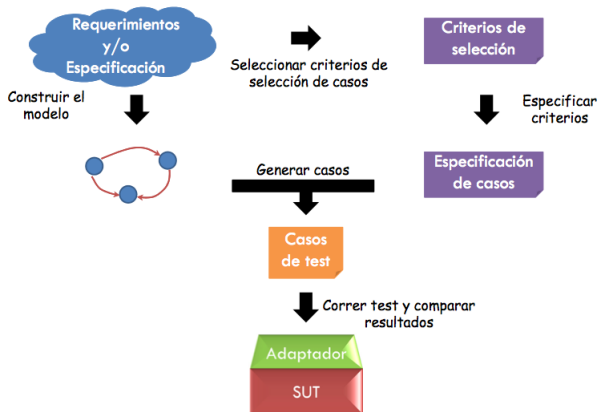 Requerimientos
y/o
Especificación
Seleccionar criterios de
selección de casos
Criterios de
selección
Construir el
modelo
Especificar
criterios
Generar casos
Especificación
de casos
Casos
de test
Correr test y comparar
resultados
Adaptador
SUT